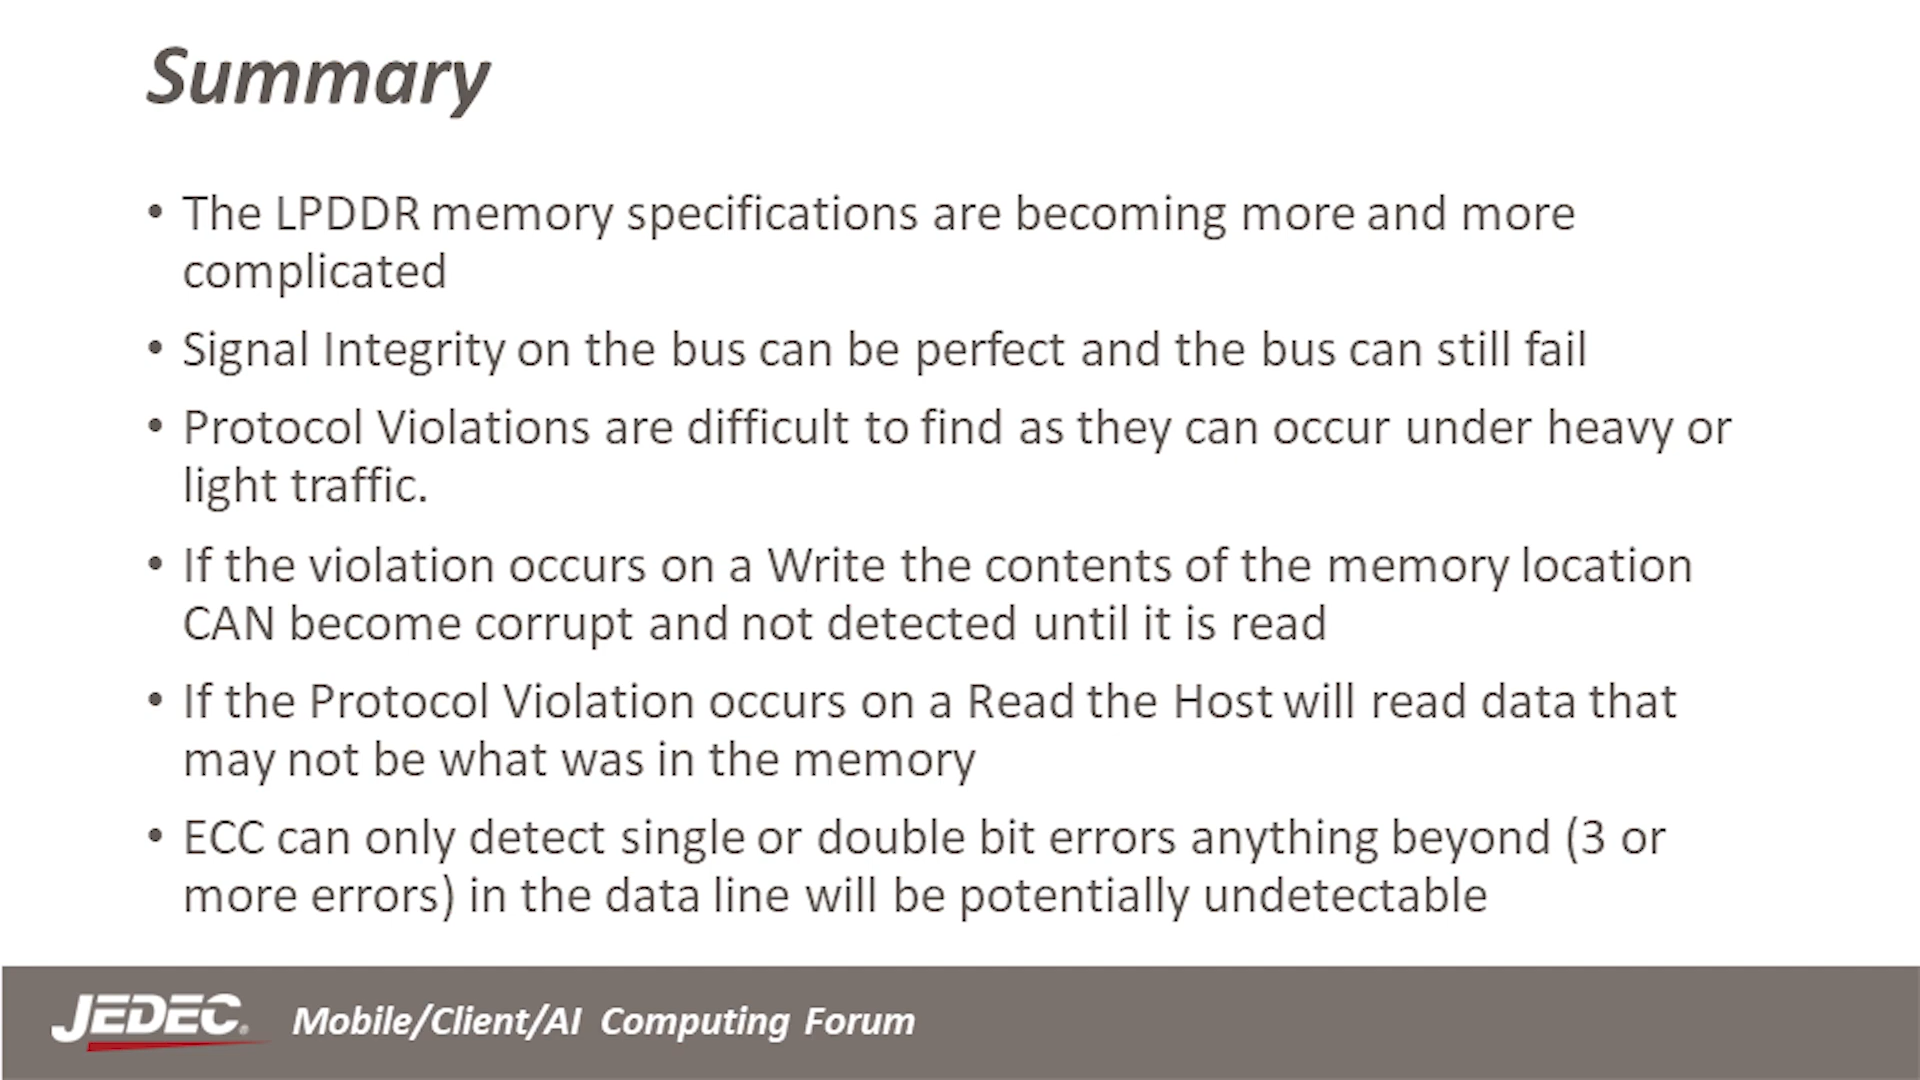 Summary
• The LPDDR memory specifications are becoming more and more
complicated
• Signal Integrity on the bus can be perfect and the bus can still fail
• Protocol Violations are difficult to find as they can occur under heavy or
light traffic.
• If the violation occurs on a Write the contents of the memory location
CAN become corrupt and not detected until it is read
• If the Protocol Violation occurs on a Read the Host will read data that
may not be what was in the memory
• ECC can only detect single or double bit errors anything beyond (3 or
more errors) in the data line will be potentially undetectable
JEDEC® Mobile/Client/AI Computing Forum